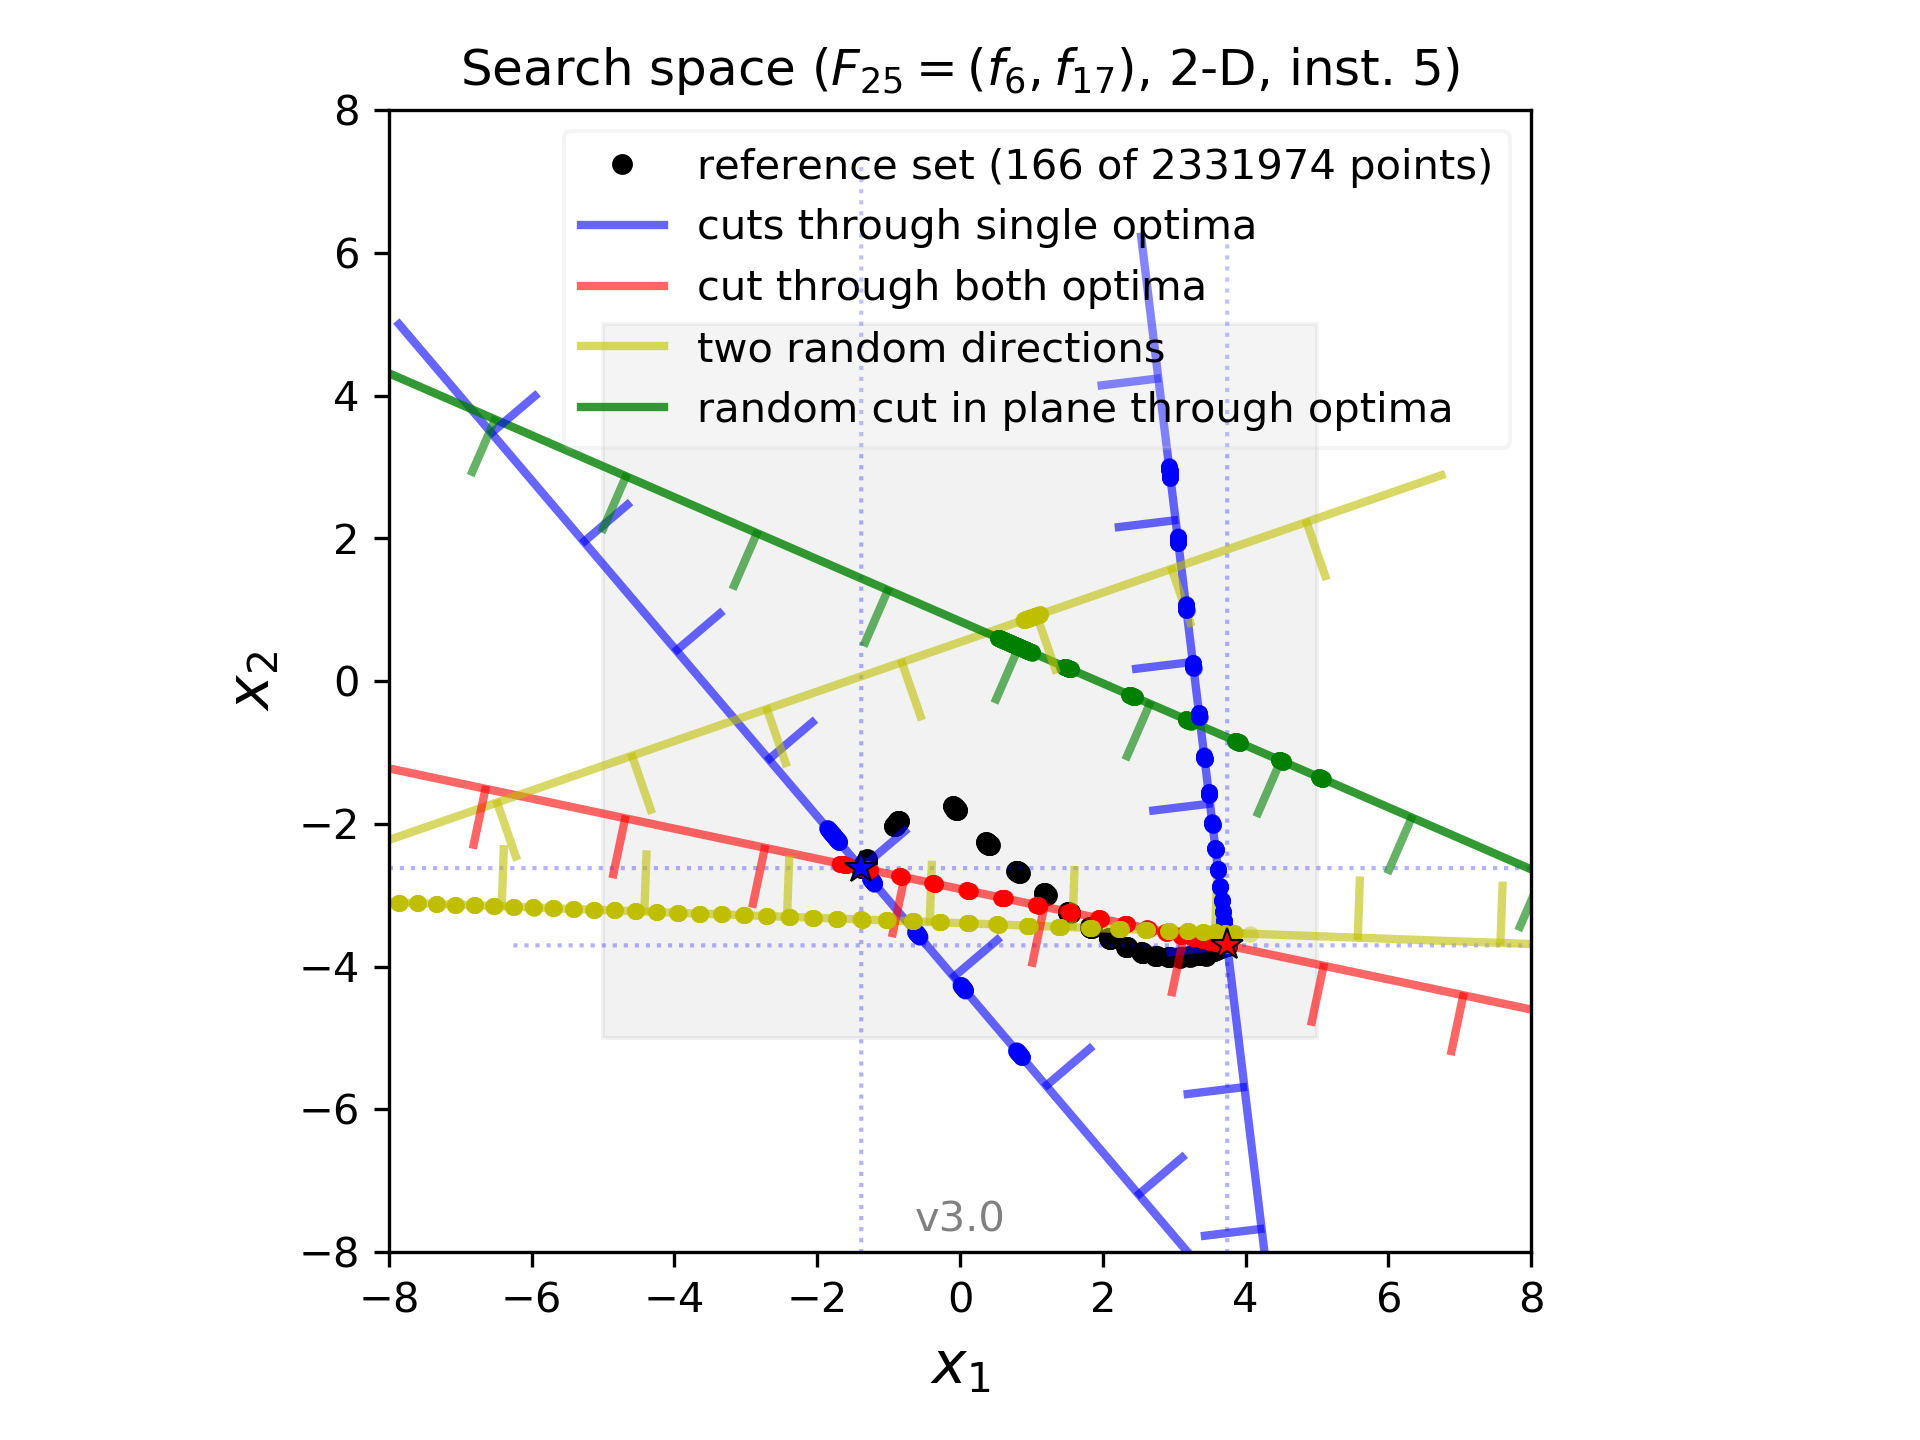 Search space (F25 = (f6, f17), 2-D, inst. 5)
reference set (166 of 2331974 points)
cuts through single optima
cut through both optima
two random directions
random cut in plane through optima
8
6
4
2
0
−2
−4
−6
−8
x2
v3.0
−8 −6 −4 −2 0 2 4 6 8
x1